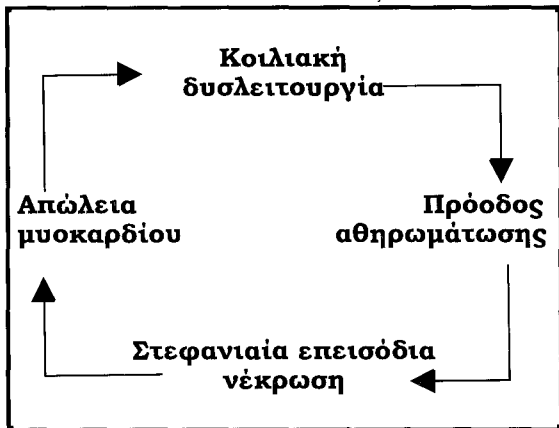 Κοιλιακή
δυσλειτουργία
Απώλεια
μυοκαρδίου
Πρόοδος
αθηρωμάτωσης
Στεφανιαία επεισόδια
νέκρωση